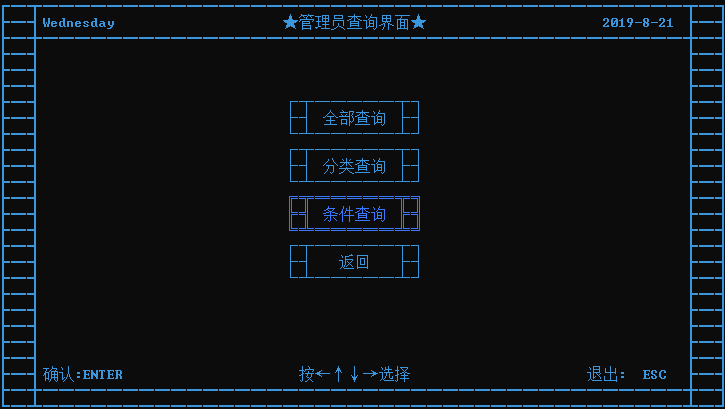 Wednesday ★管理员查询界面★ 2019-8-21
全部查询
分类查询
条件查询
返回
确认:ENTER 按←↑↓→选择 退出: ESC